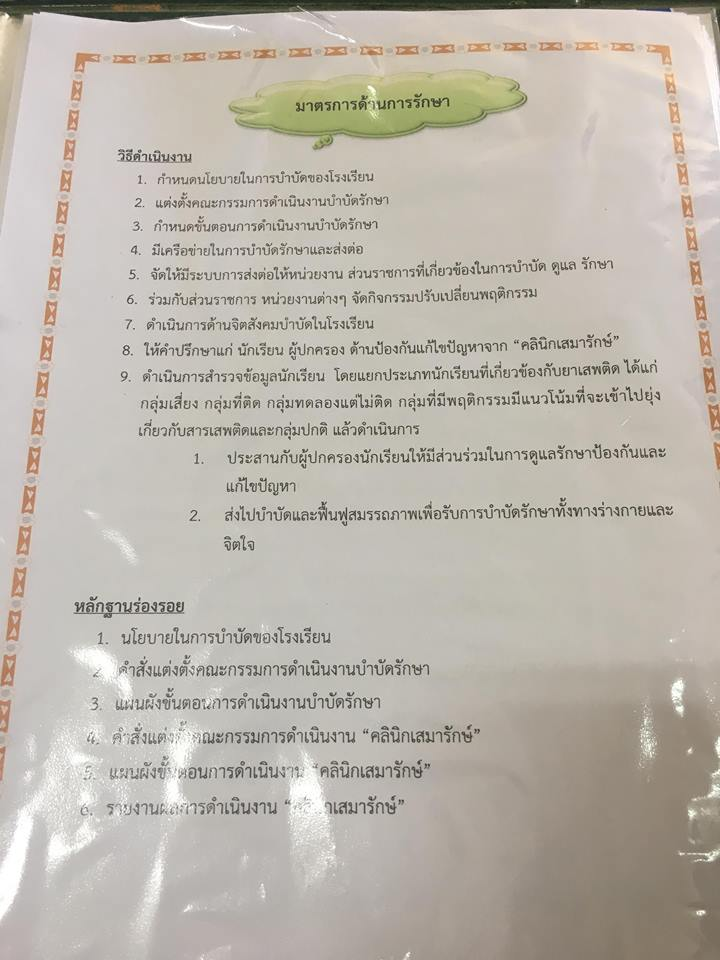 มาตรการด้านการรักษา
วิธีดำเนินงาน
1. กำหนดนโยบายในการบำบัดของโรงเรียน
2. แต่งตั้งคณะกรรมการดำเนินงานบำบัดรักษา
3. กำหนดขั้นตอนการดำเนินงานบำบัดรักษา
4. มีเครือข่ายในการบำบัดรักษาและส่งต่อ
5. จัดให้มีระบบการส่งต่อให้หน่วยงาน ส่วนราชการที่เกี่ยวข้องในการบำบัด ดูแล รักษา
6. ร่วมกับส่วนราชการ หน่วยงานต่างๆ จัดกิจกรรมปรับเปลี่ยนพฤติกรรม
7. ดำเนินการด้านจิตสังคมบำบัดในโรงเรียน
8. ให้คำปรึกษาแก่ นักเรียน ผู้ปกครอง ด้านป้องกันแก้ไขปัญหาจาก “คลินิกเสมารักษ์”
9. ดำเนินการสำรวจข้อมูลนักเรียน โดยแยกประเภทนักเรียนที่เกี่ยวข้องกับยาเสพติด ได้แก่
กลุ่มเสี่ยง กลุ่มที่ติด กลุ่มทดลองแต่ไม่ติด กลุ่มที่มีพฤติกรรมมีแนวโน้มที่จะเข้าไปยุ่ง
เกี่ยวกับสารเสพติดและกลุ่มปกติ แล้วดำเนินการ
1. ประสานกับผู้ปกครองนักเรียนให้มีส่วนร่วมในการดูแลรักษาป้องกันและ
แก้ไขปัญหา
2. ส่งไปบำบัดและฟื้นฟูสมรรถภาพเพื่อรับการบำบัดรักษาทั้งทางร่างกายและ
จิตใจ
หลักฐานร่องรอย
1. นโยบายในการบำบัดของโรงเรียน
2. คำสั่งแต่งตั้งคณะกรรมการดำเนินงานบำบัดรักษา
3. แผนผังขั้นตอนการดำเนินงานบำบัดรักษา
4. คำสั่งแต่งตั้งคณะกรรมการดำเนินงาน “คลินิกเสมารักษ์”
5. แผนผังขั้นตอนการดำเนินงาน “คลินิกเสมารักษ์”
6. รายงานผลการดำเนินงาน “คลินิกเสมารักษ์”